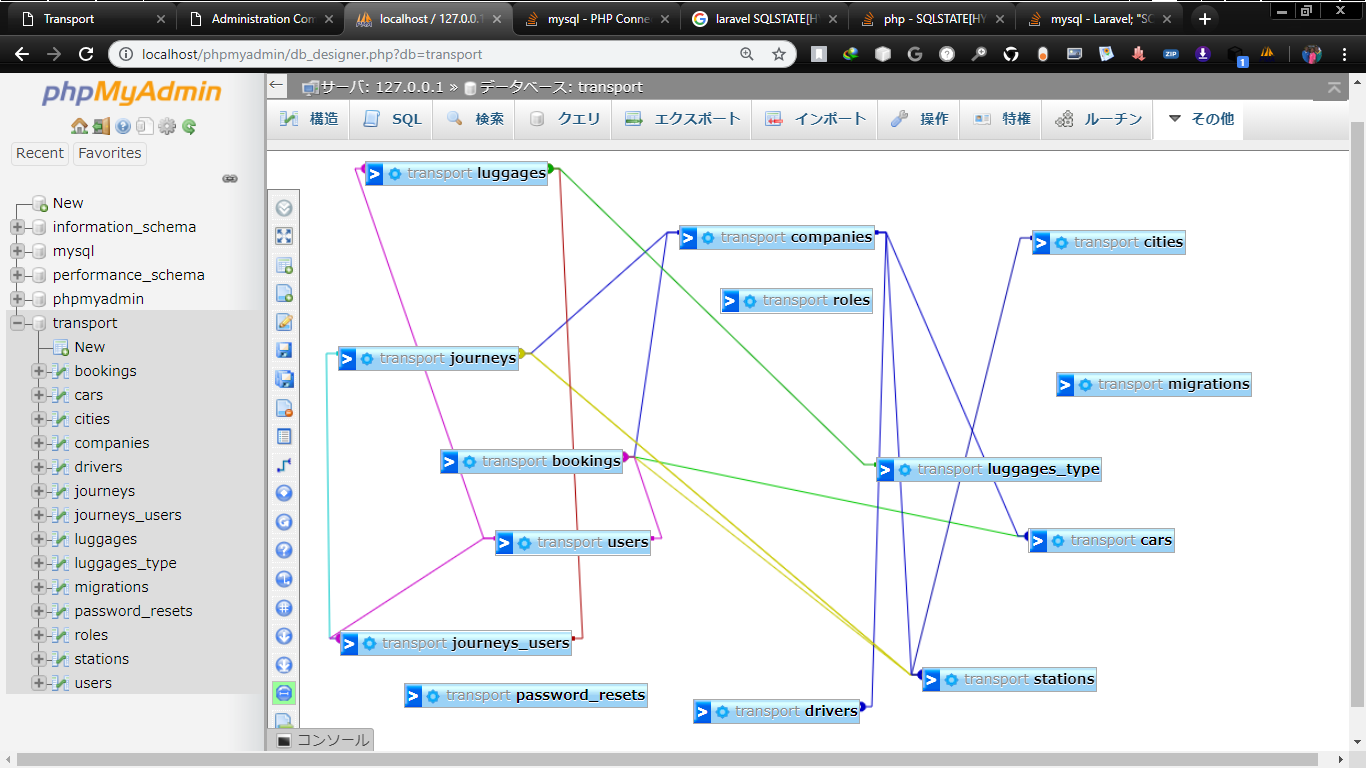 Transport
Administration Con
localhost / 127.0.0.1
mysql - PHP Conne
laravel SQLSTATE[H
php - SQLSTATE[HY
mysql - Laravel; "SC
localhost/phpmyadmin/db_designer.php?db=transport
ZIP
1
phpMyAdmin
Recent
Favorites
New
information_schema
mysql
performance_schema
phpmyadmin
transport
New
bookings
cars
cities
companies
drivers
journeys
journeys_users
luggages
luggages_type
migrations
password_resets
roles
stations
users
サーバ: 127.0.0.1 » データベース: transport
構造
SQL
検索
クエリ
エクスポート
インポート
操作
特権
ルーチン
その他
transport luggages
transport companies
transport cities
transport roles
transport journeys
transport migrations
transport bookings
transport luggages_type
transport users
transport cars
transport journeys_users
transport stations
transport password_resets
transport drivers
コンソール